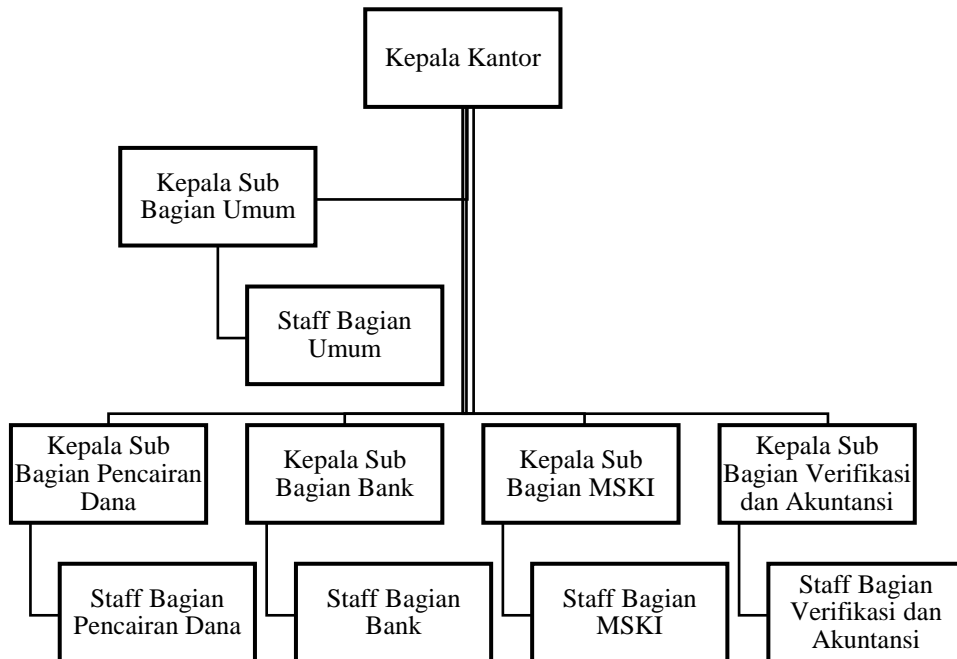 Kepala Kantor
Kepala Sub
Bagian Umum
Staff Bagian
Umum
Kepala Sub
Bagian Pencairan
Dana
Kepala Sub
Bagian Bank
Kepala Sub
Bagian MSKI
Kepala Sub
Bagian Verifikasi
dan Akuntansi
Staff Bagian
Pencairan Dana
Staff Bagian
Bank
Staff Bagian
MSKI
Staff Bagian
Verifikasi dan
Akuntansi